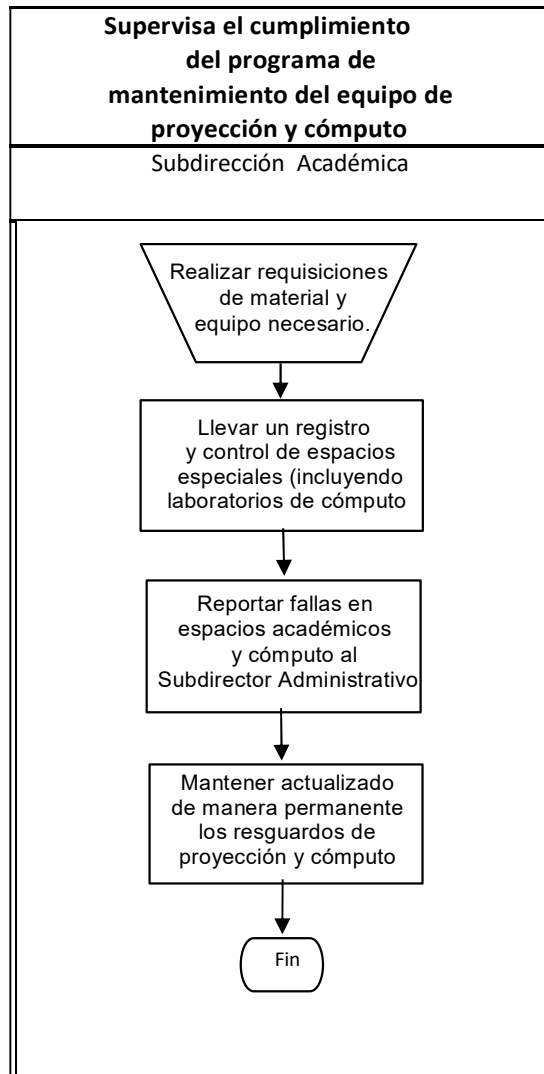 Supervisa el cumplimiento
del programa de
mantenimiento del equipo de
proyección y cómputo
Subdirección Académica
Realizar requisiciones
de material y
equipo necesario.
Llevar un registro
y control de espacios
especiales (incluyendo
laboratorios de cómputo
Reportar fallas en
espacios académicos
y cómputo al
Subdirector Administrativo
Mantener actualizado
de manera permanente
los resguardos de
proyección y cómputo
Fin